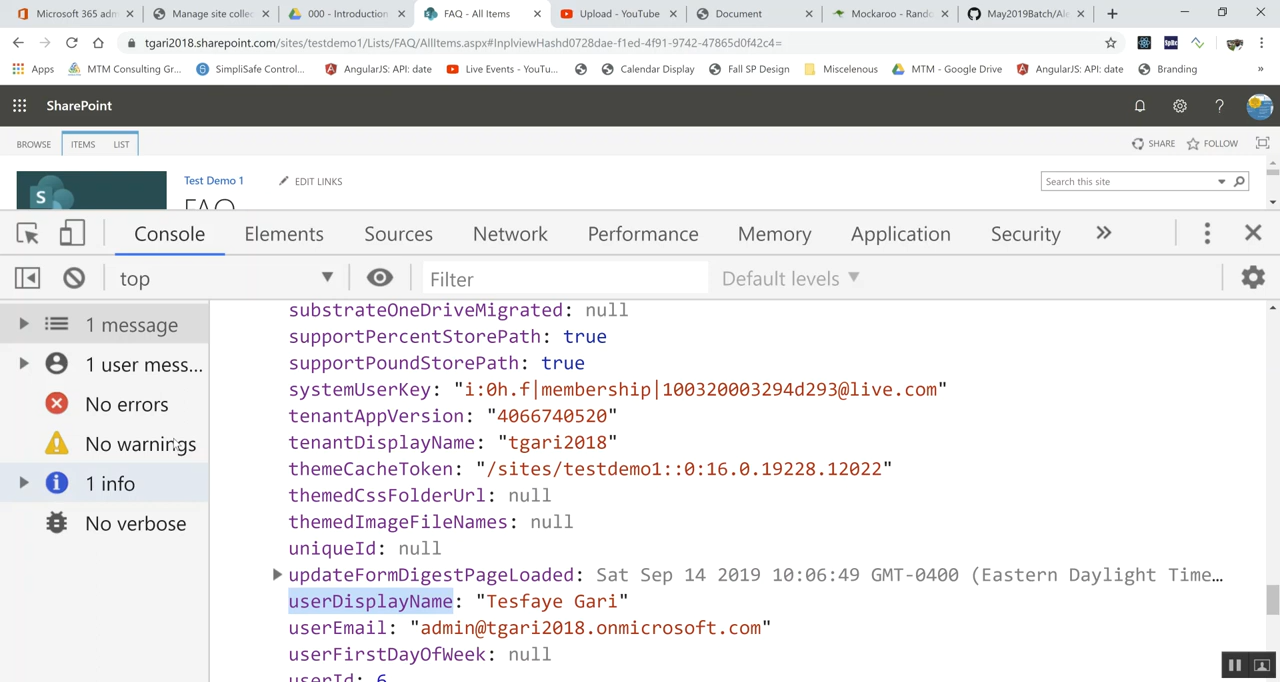 Microsoft 365 adm
Manage site collec
000 - Introduction
FAQ - All Items
Upload - YouTube
Document
Mockaroo - Rando
May2019Batch/Ale
tgari2018.sharepoint.com/sites/testdemo1/Lists/FAQ/AllItems.aspx#InplviewHashd0728dae-f1ed-4f91-9742-47865d0f42c4=
Apps
MTM Consulting Gr...
SimpliSafe Control...
AngularJS: API: date
Live Events - YouTu...
Calendar Display
Fall SP Design
Miscelenous
MTM - Google Drive
AngularJS: API: date
Branding
»
SharePoint
?
BROWSE
ITEMS
LIST
SHARE
FOLLOW
S
Test Demo 1
EDIT LINKS
Search this site
FAQ
Console
Elements
Sources
Network
Performance
Memory
Application
Security
»
top
Filter
Default levels
1 message
1 user mess...
No errors
No warnings
1 info
No verbose
substrateOneDriveMigrated: null
supportPercentStorePath: true
supportPoundStorePath: true
systemUserKey: "i:0h.f|membership|100320003294d293@live.com"
tenantAppVersion: "4066740520"
tenantDisplayName: "tgari2018"
themeCacheToken: "/sites/testdemo1::0:16.0.19228.12022"
themedCssFolderUrl: null
themedImageFileNames: null
uniqueId: null
updateFormDigestPageLoaded: Sat Sep 14 2019 10:06:49 GMT-0400 (Eastern Daylight Time…
userDisplayName: "Tesfaye Gari"
userEmail: "admin@tgari2018.onmicrosoft.com"
userFirstDayOfWeek: null
userId: 6